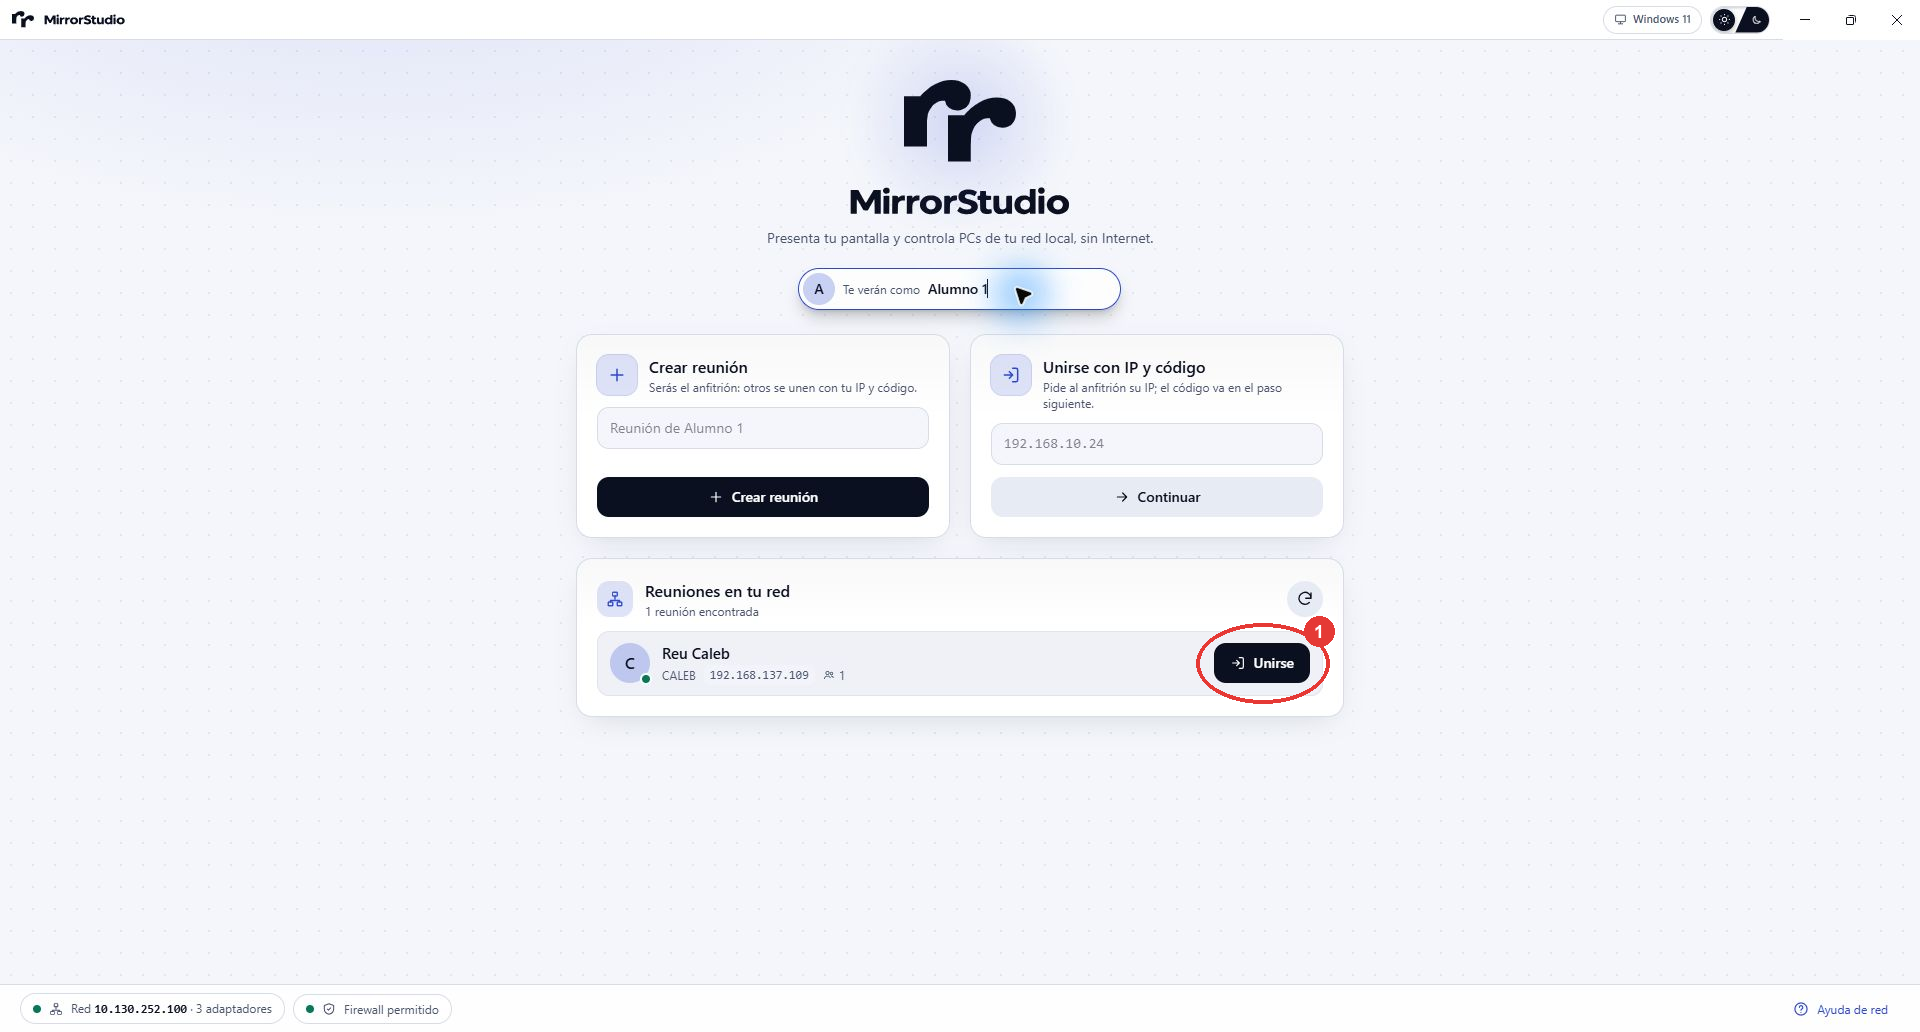 MirrorStudio
Windows 11
MirrorStudio
Presenta tu pantalla y controla PCs de tu red local, sin Internet.
A Te verán como Alumno 1
Crear reunión
Serás el anfitrión: otros se unen con tu IP y código.
Reunión de Alumno 1
Crear reunión
Unirse con IP y código
Pide al anfitrión su IP; el código va en el paso
siguiente.
192.168.10.24
Continuar
Reuniones en tu red
1 reunión encontrada
1
C
Reu Caleb
CALEB 192.168.137.109 1
Unirse
Red 10.130.252.100 · 3 adaptadores
Firewall permitido
Ayuda de red